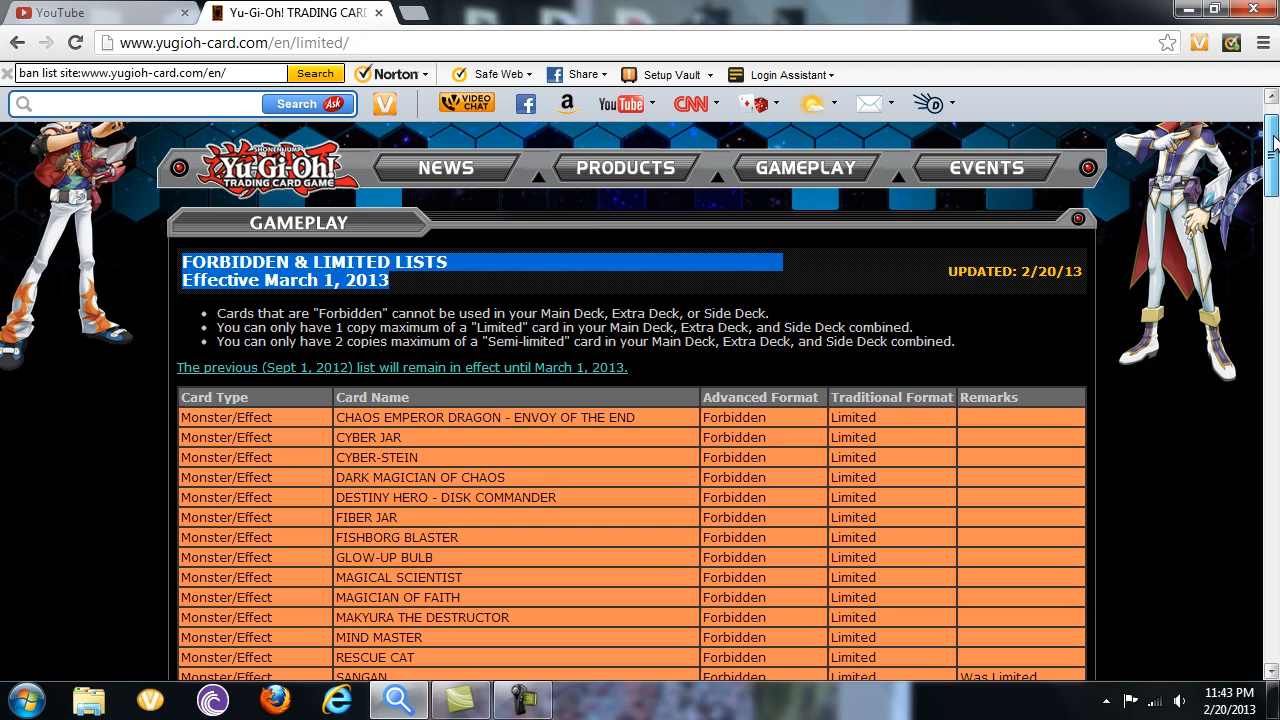 YouTube
Yu-Gi-Oh! TRADING CAR
www.yugioh-card.com/en/limited/
ban list site:www.yugioh-card.com/en/
Search
Norton
Safe Web
Share
Setup Vault
Login Assistant
Search Ask
VIDEO CHAT
YouTube
CNN
SHONEN JUMP
Yu-Gi-Oh!
TRADING CARD GAME
NEWS
PRODUCTS
GAMEPLAY
EVENTS
GAMEPLAY
FORBIDDEN & LIMITED LISTS
Effective March 1, 2013
UPDATED: 2/20/13
• Cards that are "Forbidden" cannot be used in your Main Deck, Extra Deck, or Side Deck.
• You can only have 1 copy maximum of a "Limited" card in your Main Deck, Extra Deck, and Side Deck combined.
• You can only have 2 copies maximum of a "Semi-limited" card in your Main Deck, Extra Deck, and Side Deck combined.
The previous (Sept 1, 2012) list will remain in effect until March 1, 2013.
Card Type Card Name Advanced Format Traditional Format Remarks
Monster/Effect CHAOS EMPEROR DRAGON - ENVOY OF THE END Forbidden Limited
Monster/Effect CYBER JAR Forbidden Limited
Monster/Effect CYBER-STEIN Forbidden Limited
Monster/Effect DARK MAGICIAN OF CHAOS Forbidden Limited
Monster/Effect DESTINY HERO - DISK COMMANDER Forbidden Limited
Monster/Effect FIBER JAR Forbidden Limited
Monster/Effect FISHBORG BLASTER Forbidden Limited
Monster/Effect GLOW-UP BULB Forbidden Limited
Monster/Effect MAGICAL SCIENTIST Forbidden Limited
Monster/Effect MAGICIAN OF FAITH Forbidden Limited
Monster/Effect MAKYURA THE DESTRUCTOR Forbidden Limited
Monster/Effect MIND MASTER Forbidden Limited
Monster/Effect RESCUE CAT Forbidden Limited
Monster/Effect SANGAN Forbidden Limited Was Limited
11:43 PM
2/20/2013